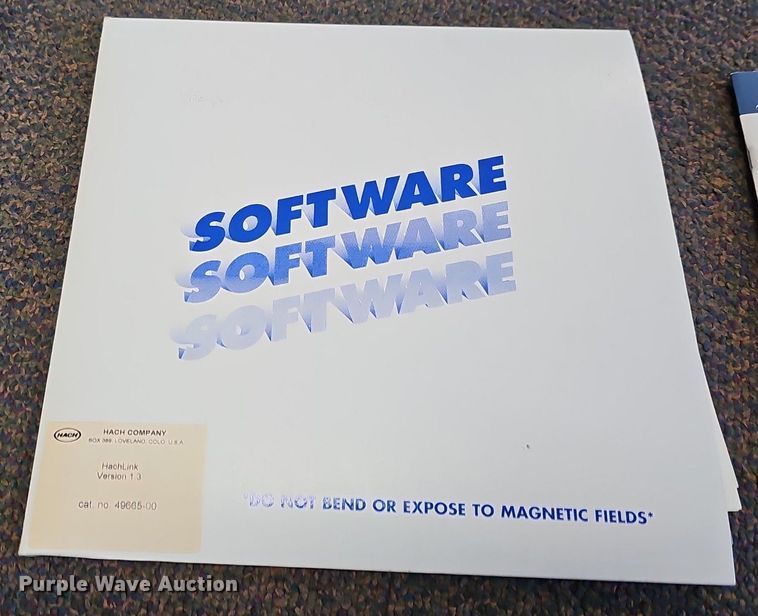 SOFTWARE
SOFTWARE
SOFTWARE
HACH
HACH COMPANY
BOX 389, LOVELAND, COLO. U.S.A.
HachLink
Version 1.3
cat. no. 49665-00
*DO NOT BEND OR EXPOSE TO MAGNETIC FIELDS*
Purple Wave Auction